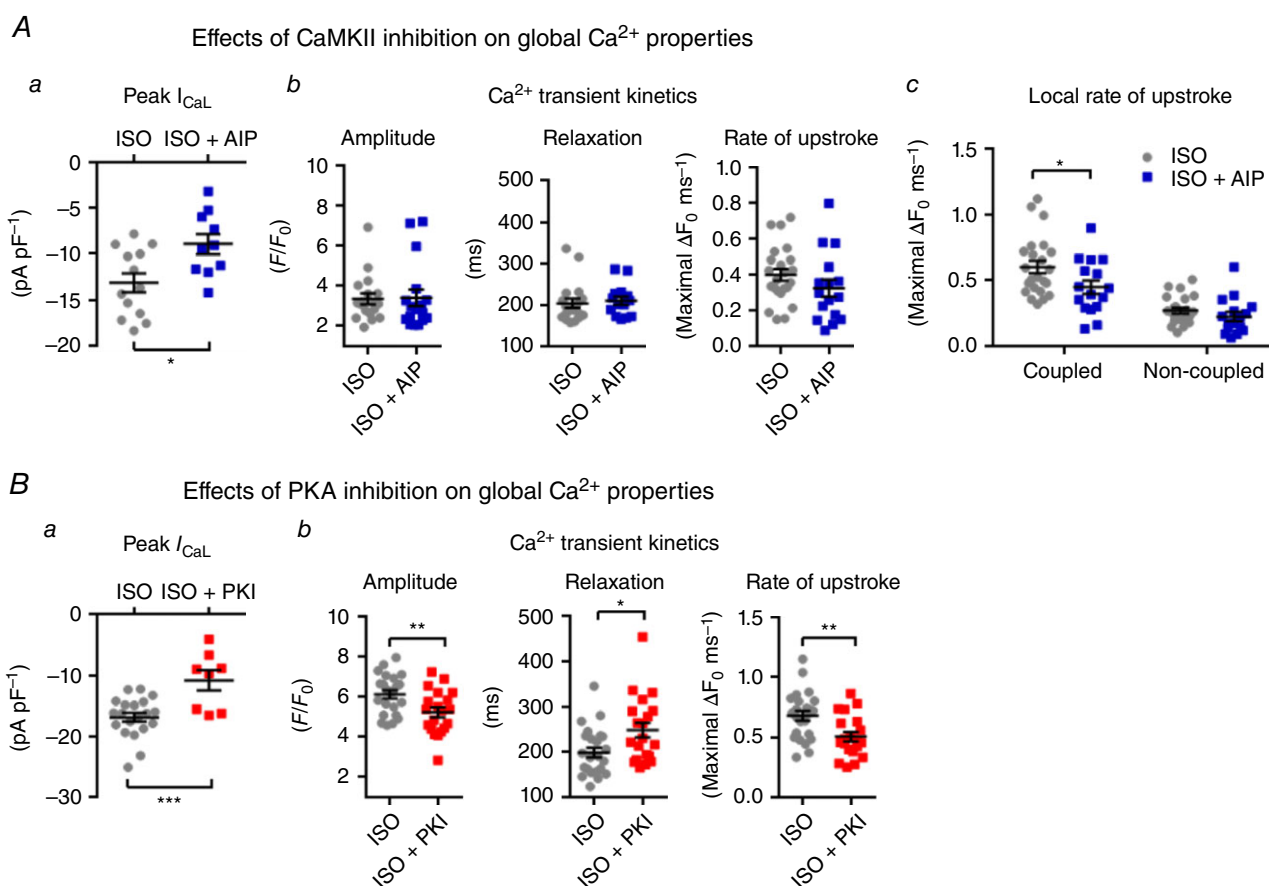 A
Effects of CaMKII inhibition on global Ca²⁺ properties
a
Peak I_CaL
ISO ISO + AIP
0
−5
−10
−15
−20
(pA pF⁻¹)
*
b
Ca²⁺ transient kinetics
Amplitude
10
8
6
4
2
(F/F₀)
ISO
ISO + AIP
Relaxation
500
400
300
200
100
(ms)
ISO
ISO + AIP
Rate of upstroke
1.0
0.8
0.6
0.4
0.2
0.0
(Maximal ΔF₀ ms⁻¹)
ISO
ISO + AIP
c
Local rate of upstroke
1.5
1.0
0.5
0.0
(Maximal ΔF₀ ms⁻¹)
*
ISO
ISO + AIP
Coupled
Non-coupled
B
Effects of PKA inhibition on global Ca²⁺ properties
a
Peak I_CaL
ISO ISO + PKI
0
−10
−20
−30
(pA pF⁻¹)
***
b
Ca²⁺ transient kinetics
Amplitude
10
8
6
4
2
(F/F₀)
**
ISO
ISO + PKI
Relaxation
500
400
300
200
100
(ms)
*
ISO
ISO + PKI
Rate of upstroke
1.5
1.0
0.5
0.0
(Maximal ΔF₀ ms⁻¹)
**
ISO
ISO + PKI